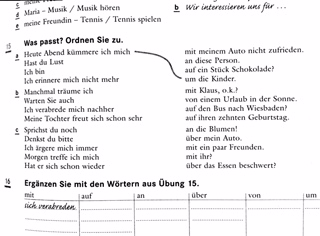 c
d Maria – Musik / Musik hören
e meine Freundin – Tennis / Tennis spielen
b Wir interessieren uns für ...
15 Was passt? Ordnen Sie zu.
a Heute Abend kümmere ich mich
Hast du Lust
Ich bin
Ich erinnere mich nicht mehr
mit meinem Auto nicht zufrieden.
an diese Person.
auf ein Stück Schokolade?
um die Kinder.
b Manchmal träume ich
Warten Sie auch
Ich verabrede mich nachher
Meine Tochter freut sich schon sehr
mit Klaus, o.k.?
von einem Urlaub in der Sonne.
auf den Bus nach Wiesbaden?
auf ihren zehnten Geburtstag.
c Sprichst du noch
Denkst du bitte
Ich ärgere mich immer
Morgen treffe ich mich
Hat er sich schon wieder
an die Blumen!
über mein Auto.
mit ein paar Freunden.
mit ihr?
über das Essen beschwert?
16 Ergänzen Sie mit den Wörtern aus Übung 15.
mit auf an über von um
sich verabreden